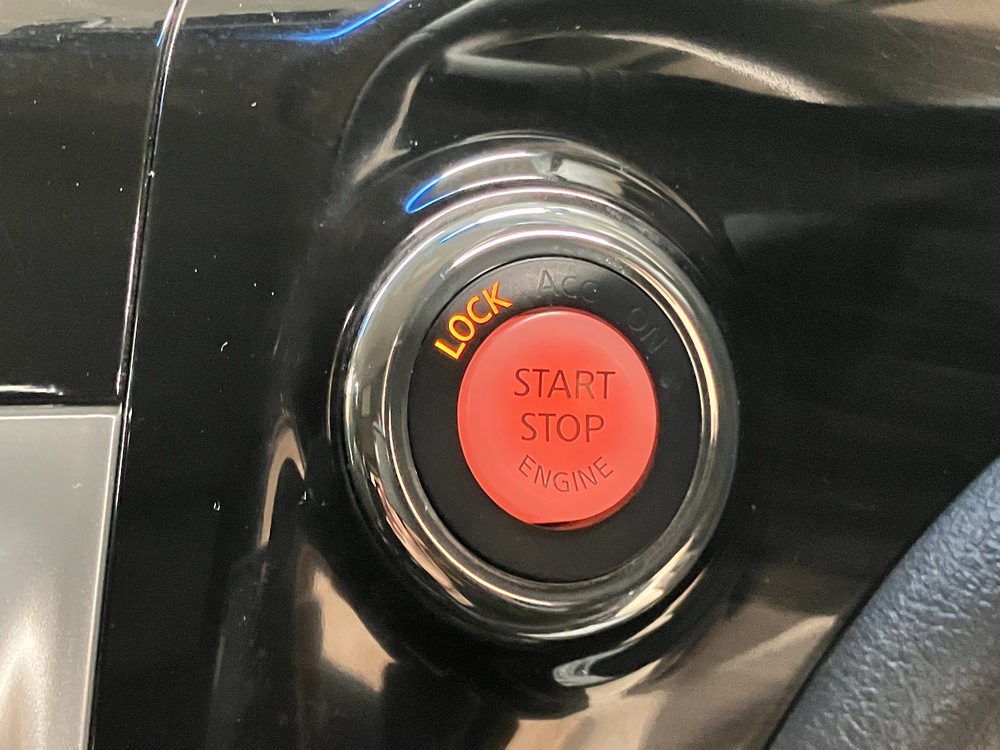 LOCK
Acc
ON
START
STOP
ENGINE